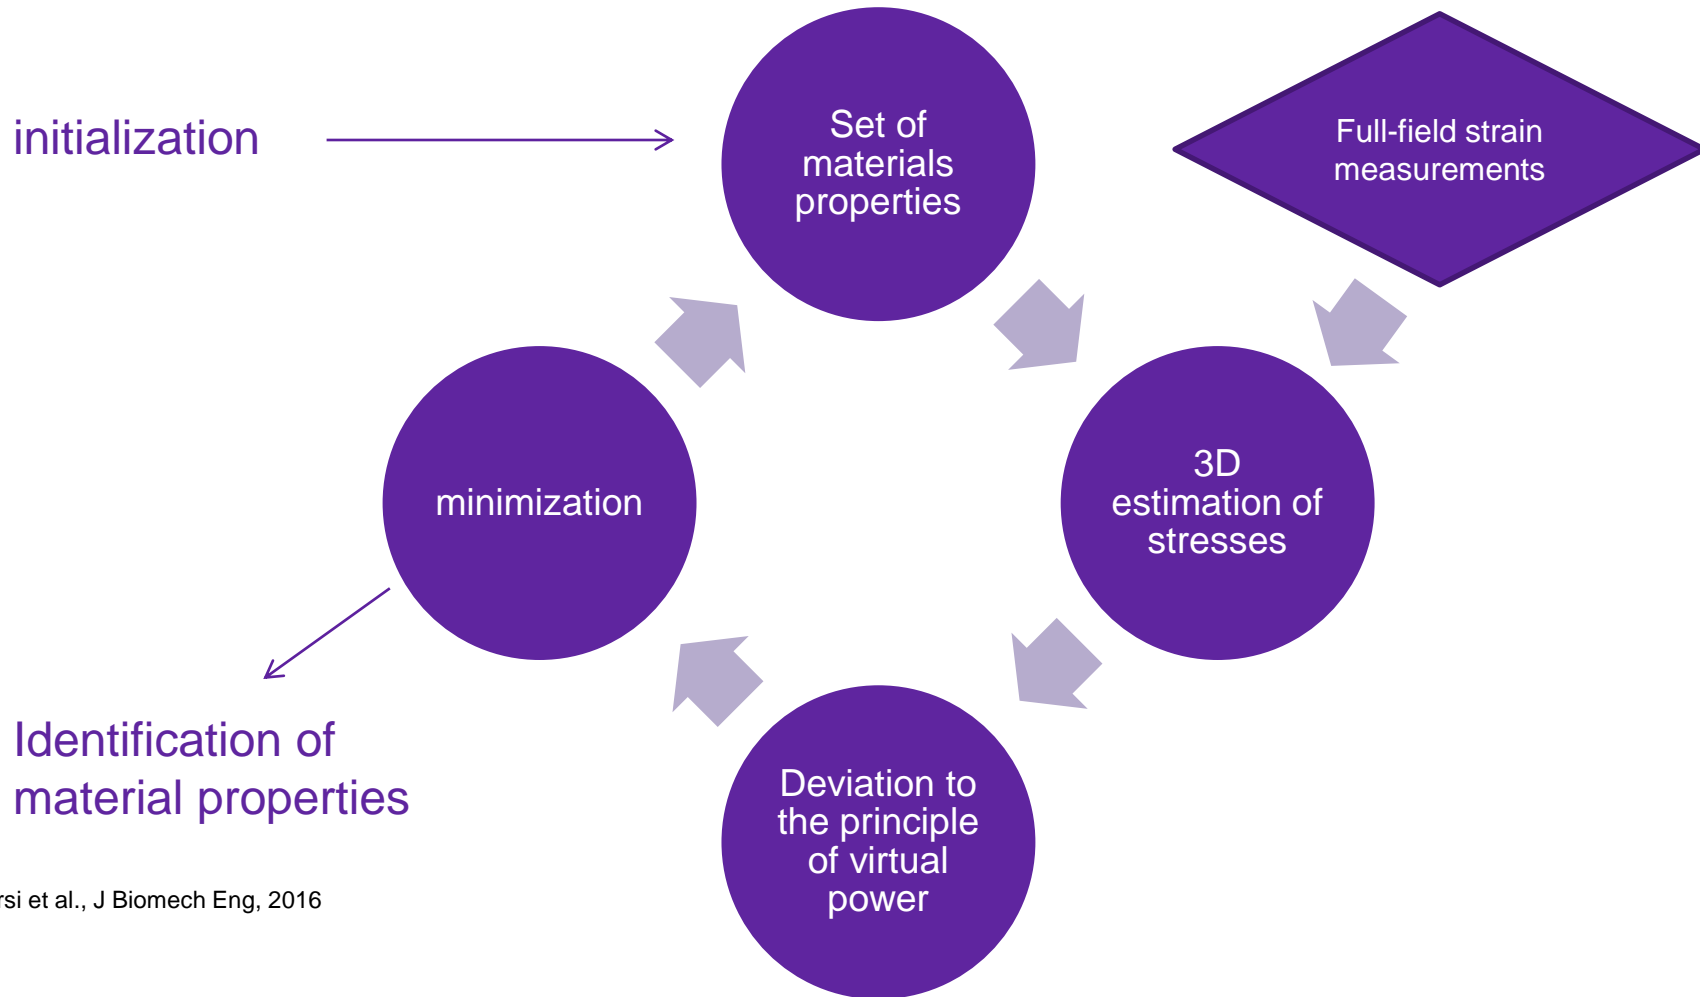 initialization
Set of
materials
properties
Full-field strain
measurements
minimization
3D
estimation of
stresses
Identification of
material properties
Deviation to
the principle
of virtual
power
et al., J Biomech Eng, 2016